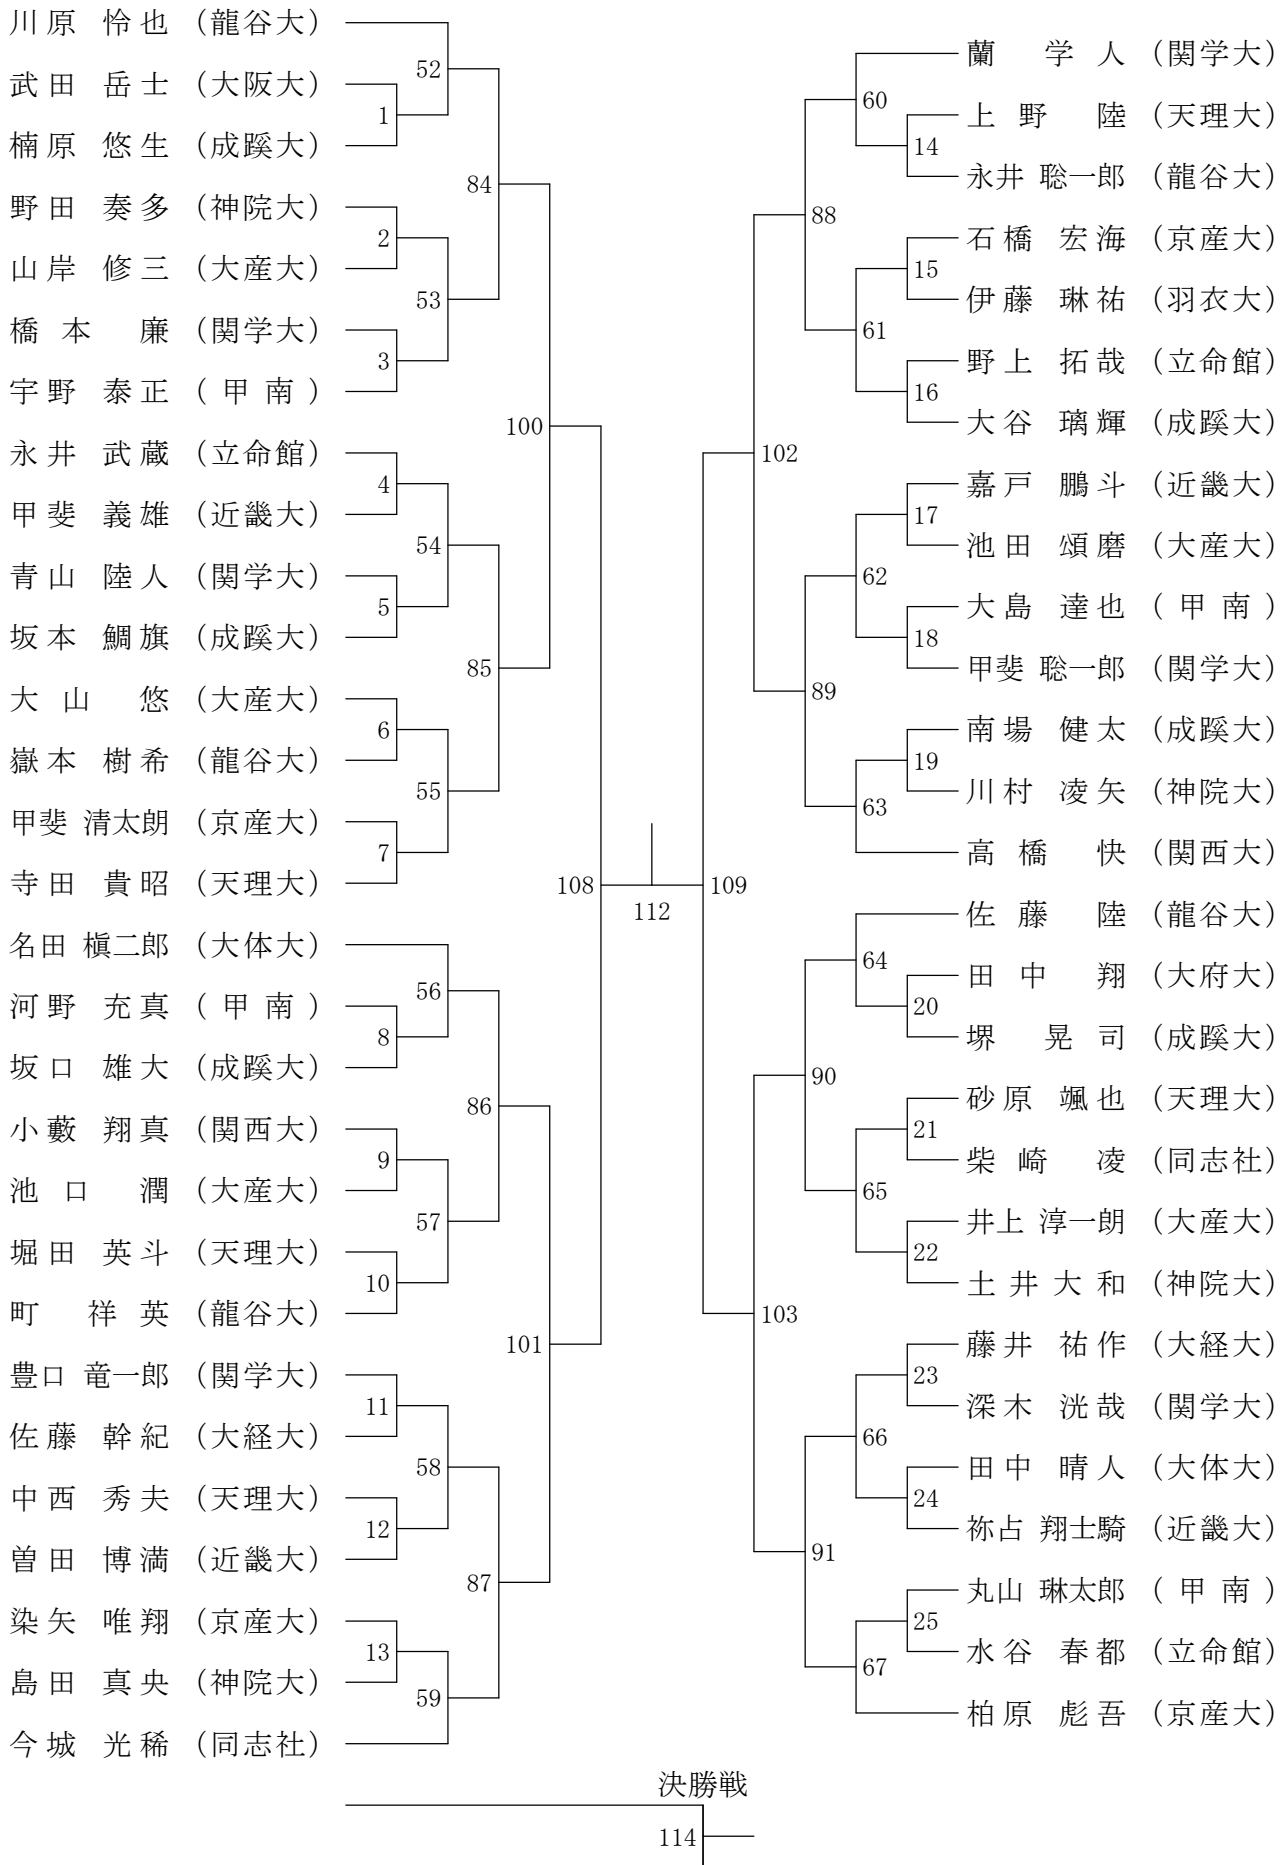 川原 怜也 (龍谷大)
武田 岳士 (大阪大)
楠原 悠生 (成蹊大)
野田 奏多 (神院大)
山岸 修三 (大産大)
橋本 廉 (関学大)
宇野 泰正 (甲南)
永井 武蔵 (立命館)
甲斐 義雄 (近畿大)
青山 陸人 (関学大)
坂本 鯛旗 (成蹊大)
大山 悠 (大産大)
嶽本 樹希 (龍谷大)
甲斐 清太朗 (京産大)
寺田 貴昭 (天理大)
名田 槇二郎 (大体大)
河野 充真 (甲南)
坂口 雄大 (成蹊大)
小藪 翔真 (関西大)
池口 潤 (大産大)
堀田 英斗 (天理大)
町 祥英 (龍谷大)
豊口 竜一郎 (関学大)
佐藤 幹紀 (大経大)
中西 秀夫 (天理大)
曽田 博満 (近畿大)
染矢 唯翔 (京産大)
島田 真央 (神院大)
今城 光稀 (同志社)
1
2
3
4
5
6
7
8
9
10
11
12
13
52
53
54
55
56
57
58
59
84
85
86
87
100
101
108
112
109
102
103
88
89
90
91
60
61
62
63
64
65
66
67
14
15
16
17
18
19
20
21
22
23
24
25
蘭 学人 (関学大)
上野 陸 (天理大)
永井 聡一郎 (龍谷大)
石橋 宏海 (京産大)
伊藤 琳祐 (羽衣大)
野上 拓哉 (立命館)
大谷 璃輝 (成蹊大)
嘉戸 鵬斗 (近畿大)
池田 頌磨 (大産大)
大島 達也 (甲南)
甲斐 聡一郎 (関学大)
南場 健太 (成蹊大)
川村 凌矢 (神院大)
高橋 快 (関西大)
佐藤 陸 (龍谷大)
田中 翔 (大府大)
堺 晃司 (成蹊大)
砂原 颯也 (天理大)
柴崎 凌 (同志社)
井上 淳一朗 (大産大)
土井 大和 (神院大)
藤井 祐作 (大経大)
深木 洸哉 (関学大)
田中 晴人 (大体大)
祢占 翔士騎 (近畿大)
丸山 琳太郎 (甲南)
水谷 春都 (立命館)
柏原 彪吾 (京産大)
決勝戦
114